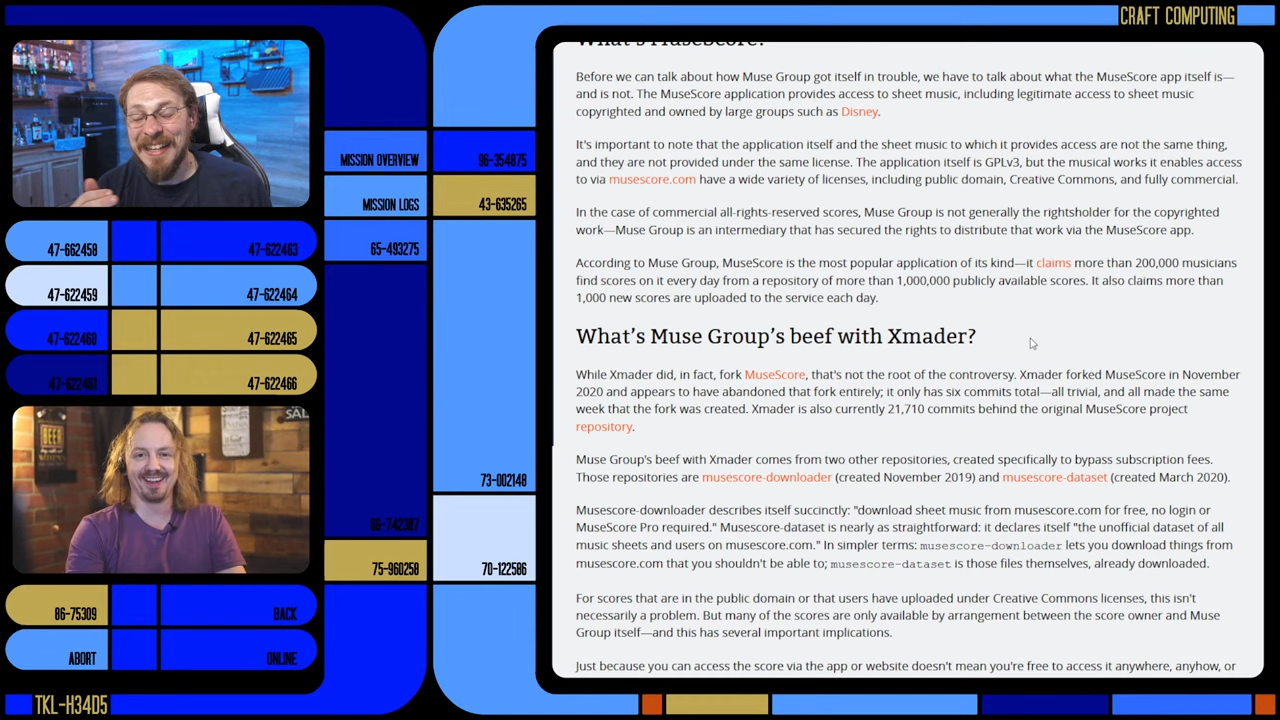 CRAFT COMPUTING
MISSION OVERVIEW
96-354875
MISSION LOGS
43-635265
47-662458
47-622463
65-493275
47-622459
47-622464
47-622460
47-622465
47-622461
47-622466
BEER
SAL
73-002148
75-960258
70-122586
86-75309
BACK
ABORT
ONLINE
TKL-H34D5
What's MuseScore?
Before we can talk about how Muse Group got itself in trouble, we have to talk about what the MuseScore app itself is—
and is not. The MuseScore application provides access to sheet music, including legitimate access to sheet music
copyrighted and owned by large groups such as Disney.
It's important to note that the application itself and the sheet music to which it provides access are not the same thing,
and they are not provided under the same license. The application itself is GPLv3, but the musical works it enables access
to via musescore.com have a wide variety of licenses, including public domain, Creative Commons, and fully commercial.
In the case of commercial all-rights-reserved scores, Muse Group is not generally the rightsholder for the copyrighted
work—Muse Group is an intermediary that has secured the rights to distribute that work via the MuseScore app.
According to Muse Group, MuseScore is the most popular application of its kind—it claims more than 200,000 musicians
find scores on it every day from a repository of more than 1,000,000 publicly available scores. It also claims more than
1,000 new scores are uploaded to the service each day.
What's Muse Group's beef with Xmader?
While Xmader did, in fact, fork MuseScore, that's not the root of the controversy. Xmader forked MuseScore in November
2020 and appears to have abandoned that fork entirely; it only has six commits total—all trivial, and all made the same
week that the fork was created. Xmader is also currently 21,710 commits behind the original MuseScore project
repository.
Muse Group's beef with Xmader comes from two other repositories, created specifically to bypass subscription fees.
Those repositories are musescore-downloader (created November 2019) and musescore-dataset (created March 2020).
Musescore-downloader describes itself succinctly: "download sheet music from musescore.com for free, no login or
MuseScore Pro required." Musescore-dataset is nearly as straightforward: it declares itself "the unofficial dataset of all
music sheets and users on musescore.com." In simpler terms: musescore-downloader lets you download things from
musescore.com that you shouldn't be able to; musescore-dataset is those files themselves, already downloaded.
For scores that are in the public domain or that users have uploaded under Creative Commons licenses, this isn't
necessarily a problem. But many of the scores are only available by arrangement between the score owner and Muse
Group itself—and this has several important implications.
Just because you can access the score via the app or website doesn't mean you're free to access it anywhere, anyhow, or